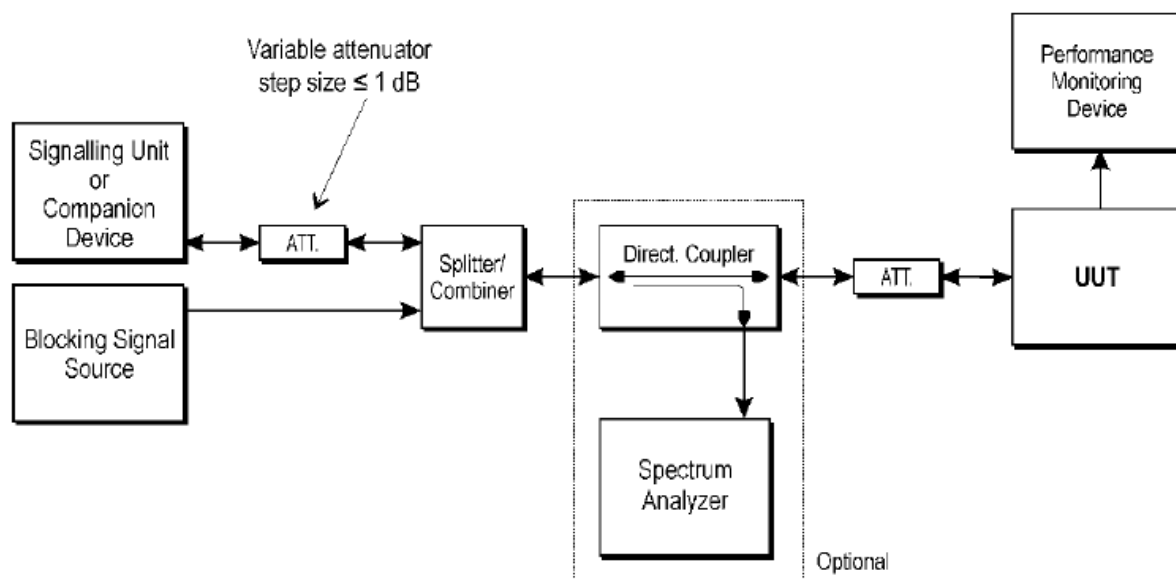 Variable attenuator
step size ≤ 1 dB
Performance
Monitoring
Device
Signalling Unit
or
Companion
Device
ATT.
Splitter/
Combiner
Direct. Coupler
ATT.
UUT
Blocking Signal
Source
Spectrum
Analyzer
Optional